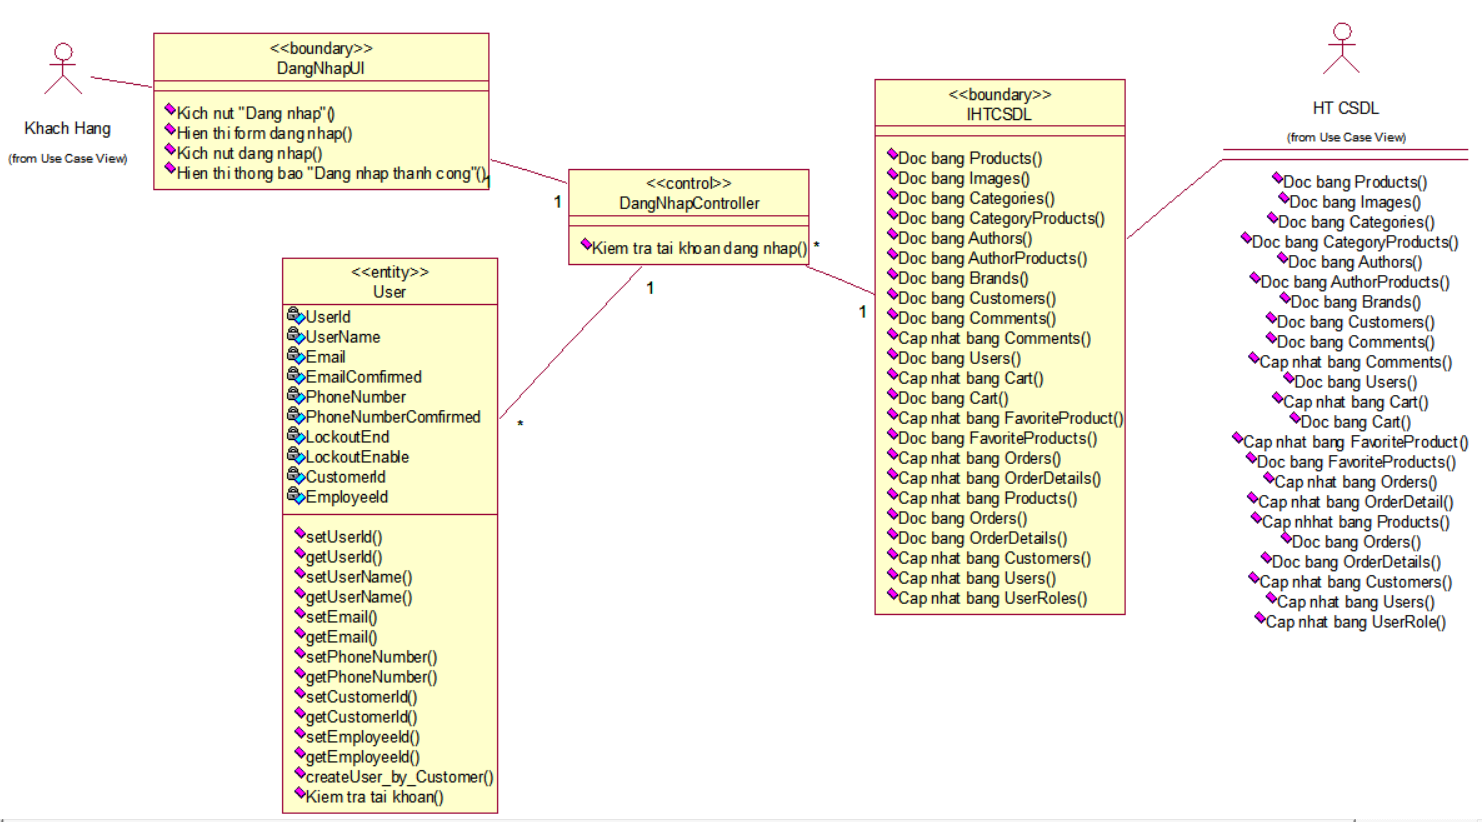 Khach Hang
(from Use Case View)
<<boundary>>
DangNhapUI
Kich nut "Dang nhap"()
Hien thi form dang nhap()
Kich nut dang nhap()
Hien thi thong bao "Dang nhap thanh cong"()
1
1
<<control>>
DangNhapController
Kiem tra tai khoan dang nhap()
*
1
1
*
<<entity>>
User
UserId
UserName
Email
EmailComfirmed
PhoneNumber
PhoneNumberComfirmed
LockoutEnd
LockoutEnable
CustomerId
EmployeeId
setUserId()
getUserId()
setUserName()
getUserName()
setEmail()
getEmail()
setPhoneNumber()
getPhoneNumber()
setCustomerId()
getCustomerId()
setEmployeeId()
getEmployeeId()
createUser_by_Customer()
Kiem tra tai khoan()
<<boundary>>
IHTCSDL
Doc bang Products()
Doc bang Images()
Doc bang Categories()
Doc bang CategoryProducts()
Doc bang Authors()
Doc bang AuthorProducts()
Doc bang Brands()
Doc bang Customers()
Doc bang Comments()
Cap nhat bang Comments()
Doc bang Users()
Cap nhat bang Cart()
Doc bang Cart()
Cap nhat bang FavoriteProduct()
Doc bang FavoriteProducts()
Cap nhat bang Orders()
Cap nhat bang OrderDetails()
Cap nhat bang Products()
Doc bang Orders()
Doc bang OrderDetails()
Cap nhat bang Customers()
Cap nhat bang Users()
Cap nhat bang UserRoles()
HT CSDL
(from Use Case View)
Doc bang Products()
Doc bang Images()
Doc bang Categories()
Doc bang CategoryProducts()
Doc bang Authors()
Doc bang AuthorProducts()
Doc bang Brands()
Doc bang Customers()
Doc bang Comments()
Cap nhat bang Comments()
Doc bang Users()
Cap nhat bang Cart()
Doc bang Cart()
Cap nhat bang FavoriteProduct()
Doc bang FavoriteProducts()
Cap nhat bang Orders()
Cap nhat bang OrderDetail()
Cap nhhat bang Products()
Doc bang Orders()
Doc bang OrderDetails()
Cap nhat bang Customers()
Cap nhat bang Users()
Cap nhat bang UserRole()